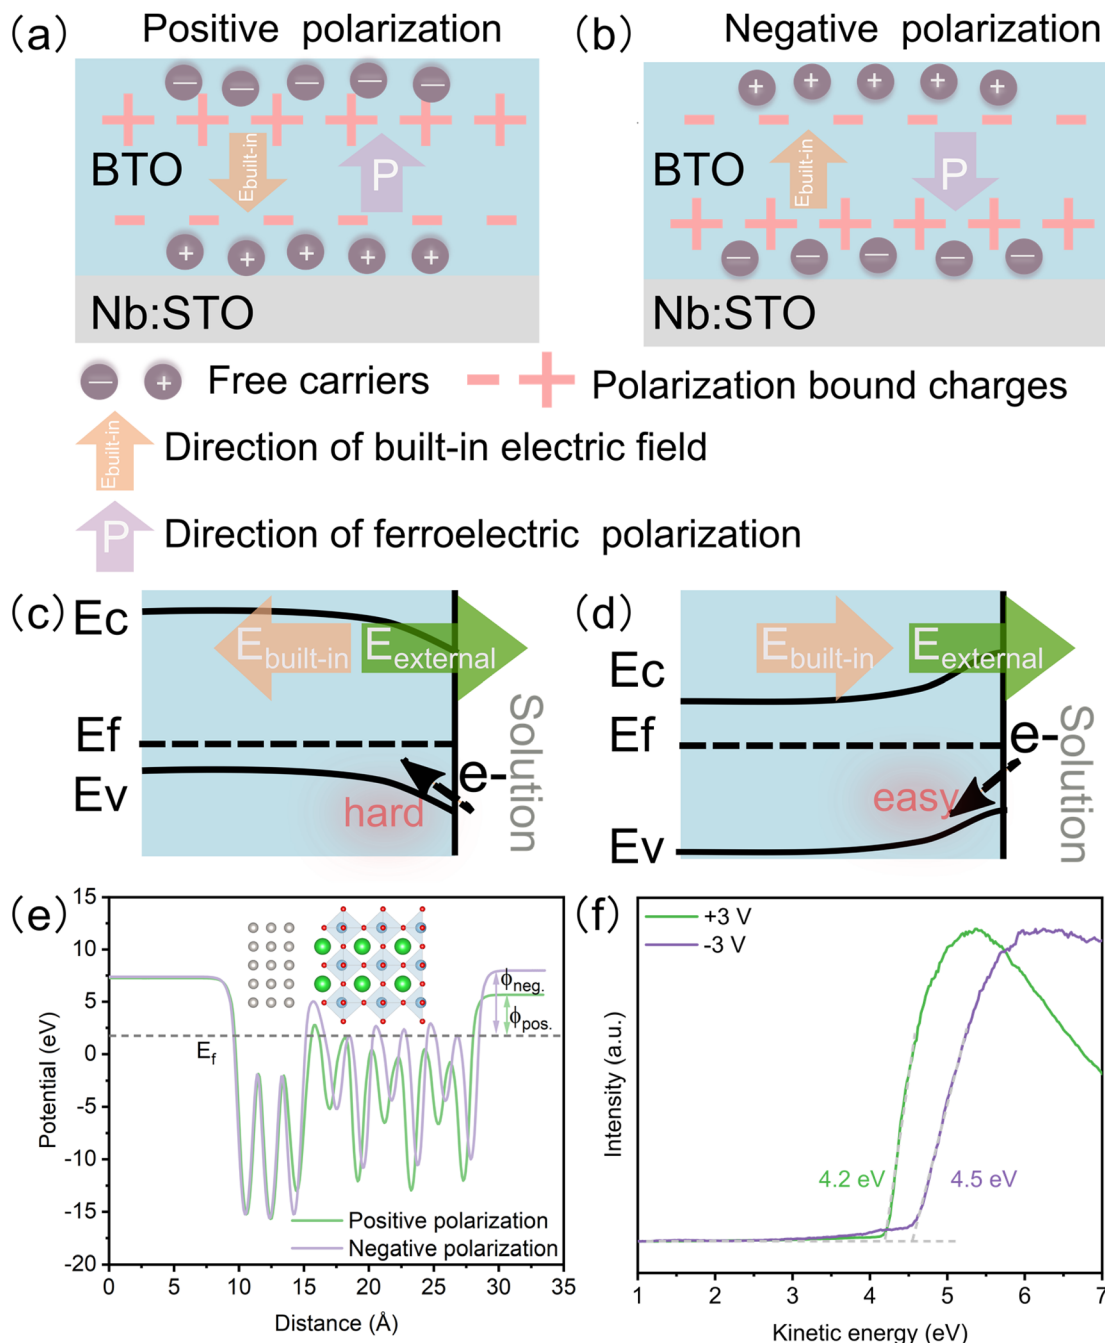 (a) Positive polarization
BTO
Ebuilt-in
P
Nb:STO
(b) Negative polarization
BTO
Ebuilt-in
P
Nb:STO
Free carriers
Polarization bound charges
Ebuilt-in
Direction of built-in electric field
P
Direction of ferroelectric polarization
(c)
Ec
Ebuilt-in
Eexternal
Ef
Ev
hard
e-
Solution
(d)
Ec
Ebuilt-in
Eexternal
Ef
Ev
easy
e-
Solution
(e)
15
10
5
0
-5
-10
-15
-20
Potential (eV)
Ef
ϕneg.
ϕpos.
Positive polarization
Negative polarization
0 5 10 15 20 25 30 35
Distance (Å)
(f)
+3 V
-3 V
Intensity (a.u.)
4.2 eV
4.5 eV
1 2 3 4 5 6 7
Kinetic energy (eV)